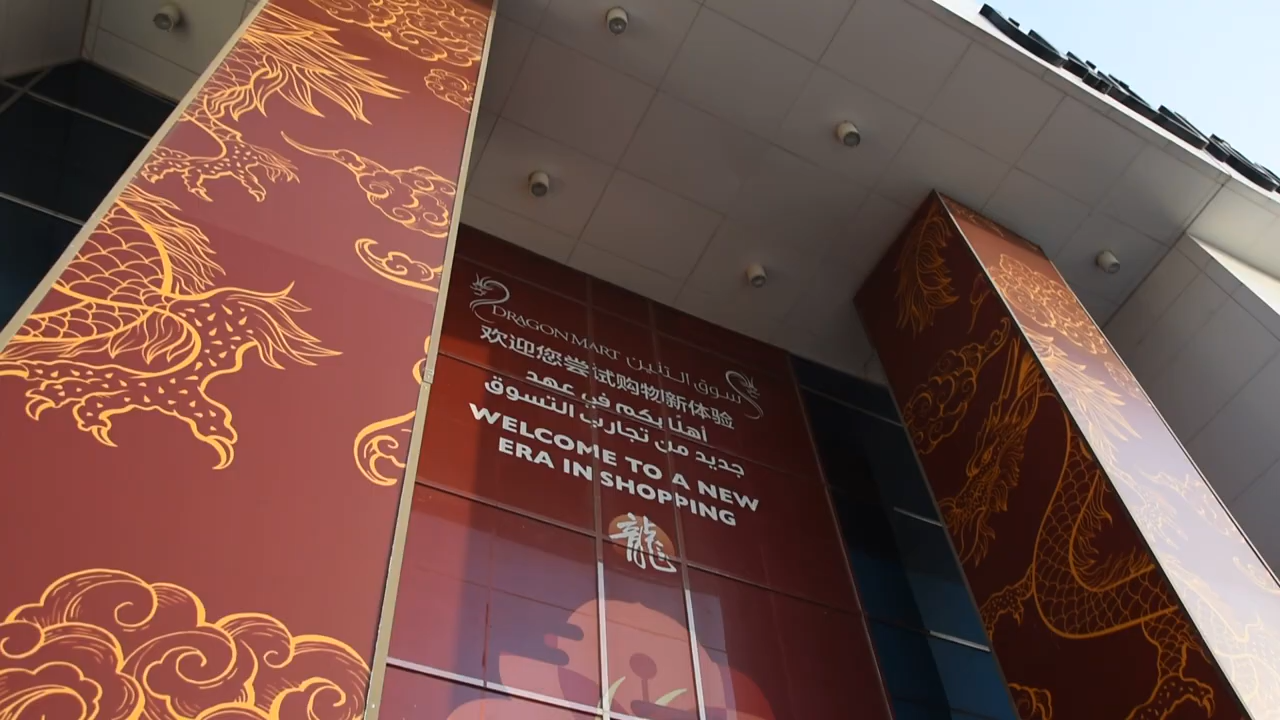 DRAGON MART سوق التنين
欢迎您尝试购物新体验
أهنًا بكم في عهد
جديد من تجارب التسوق
WELCOME TO A NEW
ERA IN SHOPPING
龍